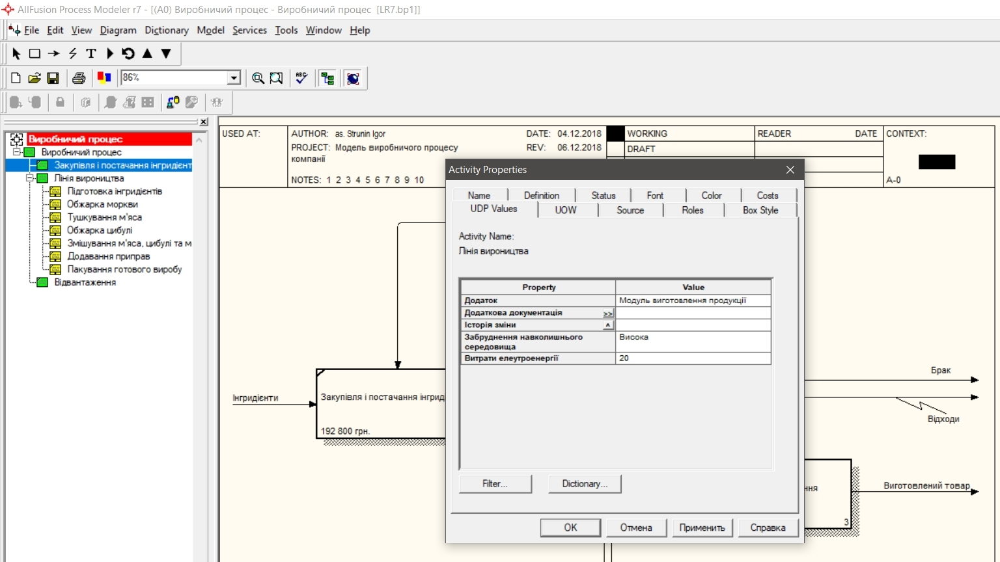 AllFusion Process Modeler r7 - [(A0) Виробничий процес - Виробничий процес [LR7.bp1]]
File Edit View Diagram Dictionary Model Services Tools Window Help
T
86%
ABC
Виробничий процес
Виробничий процес
Закупівля і постачання інгридієнт
Лінія вироництва
Підготовка інгридієнтів
Обжарка моркви
Тушкування м'яса
Обжарка цибулі
Змішування м'яса, цибулі та м
Додавання приправ
Пакування готового виробу
Відвантаження
USED AT:
AUTHOR: as. Strunin Igor
DATE: 04.12.2018
PROJECT: Модель виробничого процесу
компанії
REV: 06.12.2018
NOTES: 1 2 3 4 5 6 7 8 9 10
WORKING
DRAFT
READER DATE
CONTEXT:
A-0
Інгридієнти
Закупівля і постачання інгрид
192 800 грн.
Activity Properties
Name Definition Status Font Color Costs
UDP Values UOW Source Roles Box Style
Activity Name:
Лінія вироництва
Property Value
Додаток Модуль виготовлення продукції
Додаткова документація >>
Історія зміни
Забруднення навколишнього Висока
середовища
Витрати елеутроенергії 20
Filter... Dictionary...
OK Отмена Применить Справка
Брак
Відходи
ння
3
Виготовлений товар